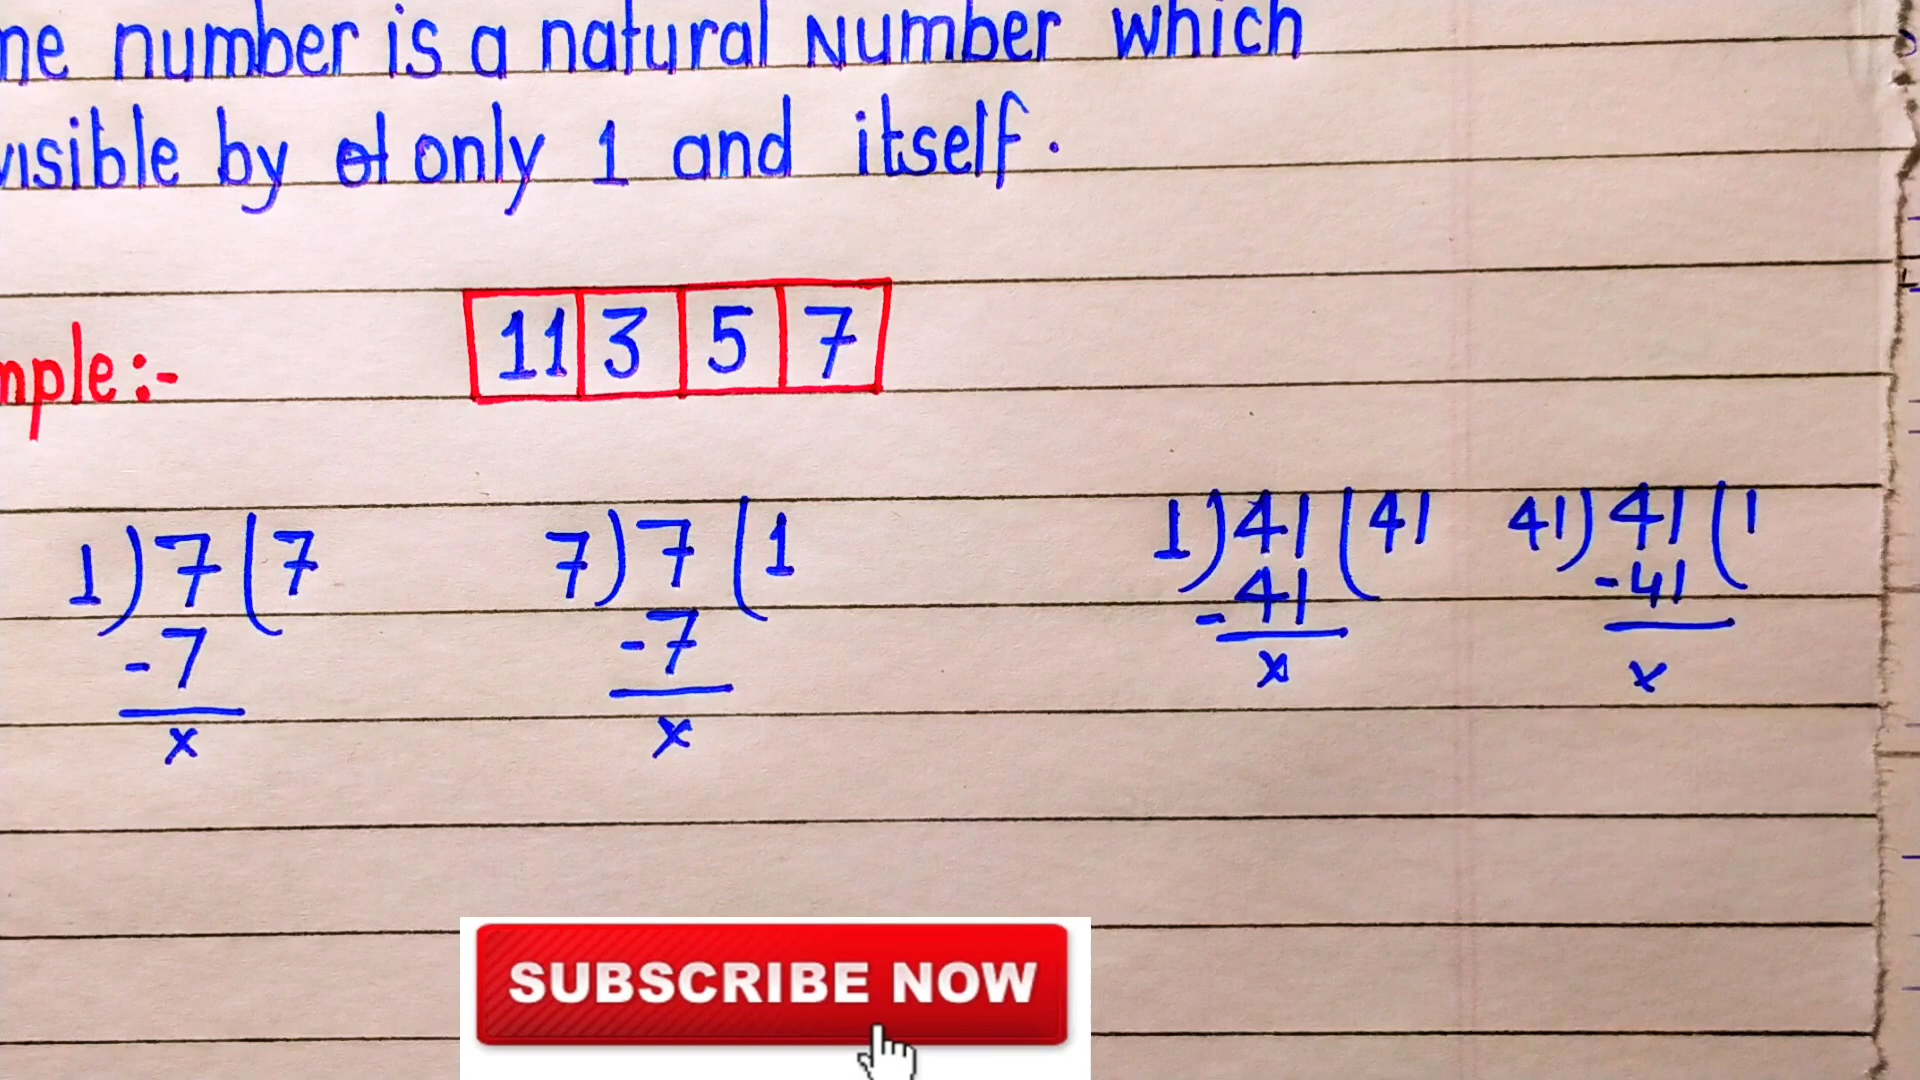 ne number is a natural Number which
visible by of only 1 and itself.
mple:-
11 3 5 7
1)7(7 7)7(1 1)41(41 41)41(1
-7 -7 -41 -41
x x x x
SUBSCRIBE NOW